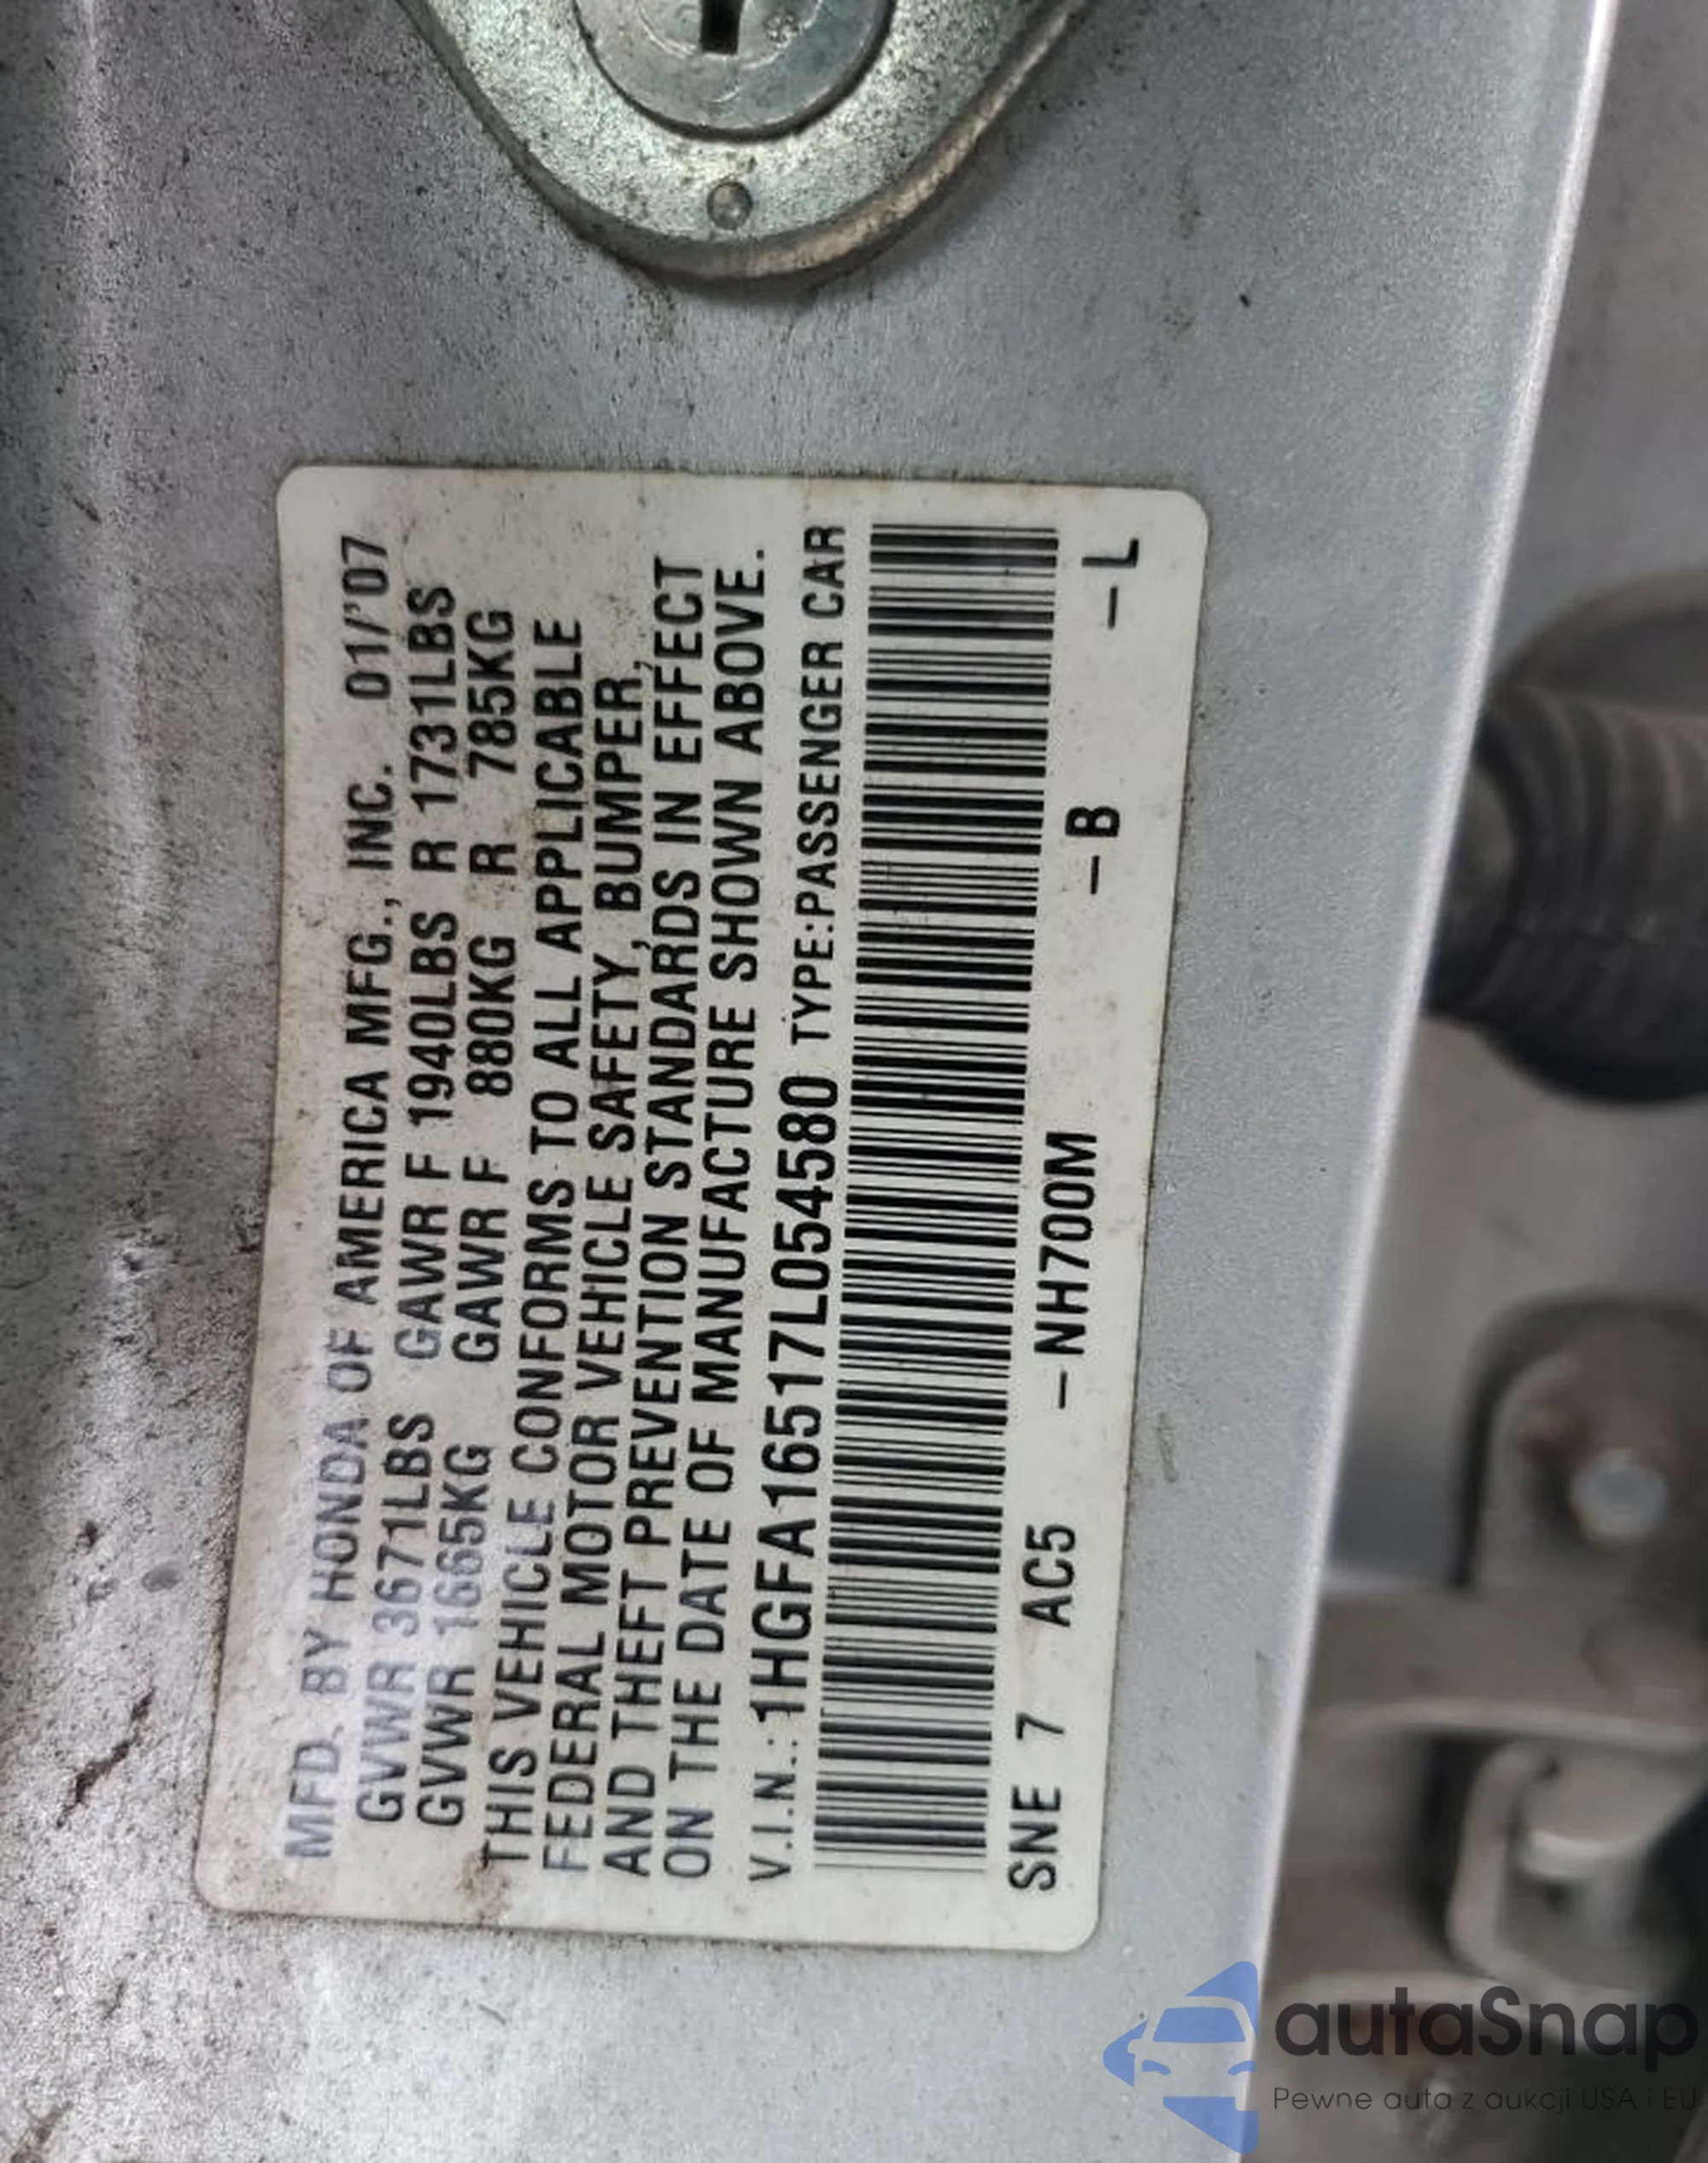 MFD. BY HONDA OF AMERICA MFG., INC. 01/'07
GVWR 3671LBS GAWR F 1940LBS R 1731LBS
GVWR 1665KG GAWR F 880KG R 785KG
THIS VEHICLE CONFORMS TO ALL APPLICABLE
FEDERAL MOTOR VEHICLE SAFETY, BUMPER,
AND THEFT PREVENTION STANDARDS IN EFFECT
ON THE DATE OF MANUFACTURE SHOWN ABOVE.
V.I.N.: 1HGFA16517L054580 TYPE:PASSENGER CAR
SNE 7 AC5 –NH700M –B –L
autaSnap
Pewne auta z aukcji USA i EU